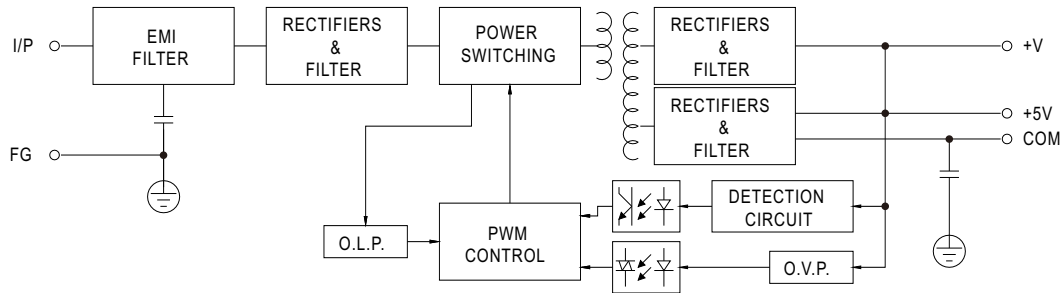 I/P
EMI
FILTER
RECTIFIERS
&
FILTER
POWER
SWITCHING
RECTIFIERS
&
FILTER
+V
RECTIFIERS
&
FILTER
+5V
COM
FG
O.L.P.
PWM
CONTROL
DETECTION
CIRCUIT
O.V.P.